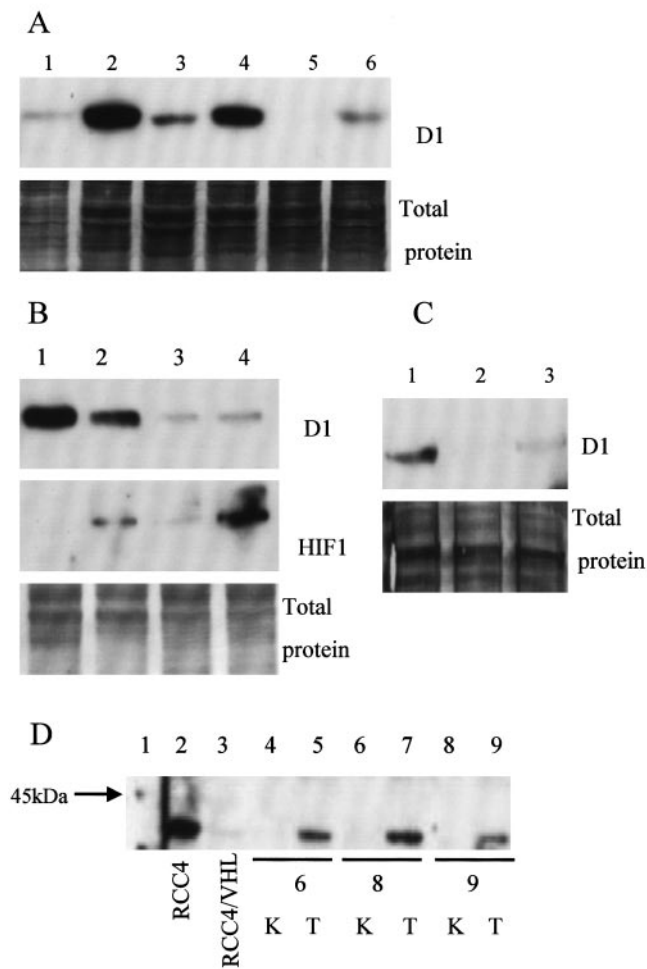 A
1 2 3 4 5 6
D1
Total
protein
B
1 2 3 4
D1
HIF1
Total
protein
C
1 2 3
D1
Total
protein
D
1 2 3 4 5 6 7 8 9
45kDa
RCC4
RCC4/VHL
6 8 9
K T K T K T